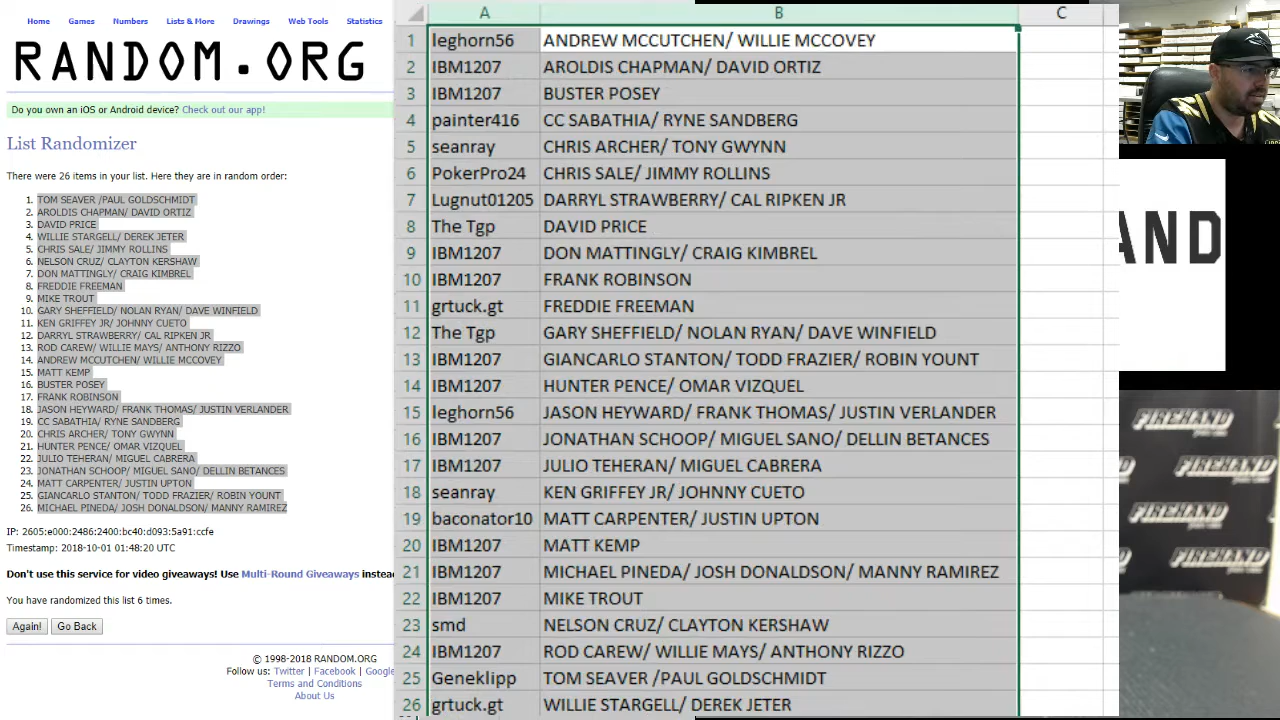 Home Games Numbers Lists & More Drawings Web Tools Statistics
RANDOM.ORG
Do you own an iOS or Android device? Check out our app!
List Randomizer
There were 26 items in your list. Here they are in random order:
1. TOM SEAVER /PAUL GOLDSCHMIDT
2. AROLDIS CHAPMAN/ DAVID ORTIZ
3. DAVID PRICE
4. WILLIE STARGELL/ DEREK JETER
5. CHRIS SALE/ JIMMY ROLLINS
6. NELSON CRUZ/ CLAYTON KERSHAW
7. DON MATTINGLY/ CRAIG KIMBREL
8. FREDDIE FREEMAN
9. MIKE TROUT
10. GARY SHEFFIELD/ NOLAN RYAN/ DAVE WINFIELD
11. KEN GRIFFEY JR/ JOHNNY CUETO
12. DARRYL STRAWBERRY/ CAL RIPKEN JR
13. ROD CAREW/ WILLIE MAYS/ ANTHONY RIZZO
14. ANDREW MCCUTCHEN/ WILLIE MCCOVEY
15. MATT KEMP
16. BUSTER POSEY
17. FRANK ROBINSON
18. JASON HEYWARD/ FRANK THOMAS/ JUSTIN VERLANDER
19. CC SABATHIA/ RYNE SANDBERG
20. CHRIS ARCHER/ TONY GWYNN
21. HUNTER PENCE/ OMAR VIZQUEL
22. JULIO TEHERAN/ MIGUEL CABRERA
23. JONATHAN SCHOOP/ MIGUEL SANO/ DELLIN BETANCES
24. MATT CARPENTER/ JUSTIN UPTON
25. GIANCARLO STANTON/ TODD FRAZIER/ ROBIN YOUNT
26. MICHAEL PINEDA/ JOSH DONALDSON/ MANNY RAMIREZ
IP: 2605:e000:2486:2400:bc40:d093:5a91:ccfe
Timestamp: 2018-10-01 01:48:20 UTC
Don't use this service for video giveaways! Use Multi-Round Giveaways instead
You have randomized this list 6 times.
Again! Go Back
© 1998-2018 RANDOM.ORG
Follow us: Twitter | Facebook | Google
Terms and Conditions
About Us
A B C
1 leghorn56 ANDREW MCCUTCHEN/ WILLIE MCCOVEY
2 IBM1207 AROLDIS CHAPMAN/ DAVID ORTIZ
3 IBM1207 BUSTER POSEY
4 painter416 CC SABATHIA/ RYNE SANDBERG
5 seanray CHRIS ARCHER/ TONY GWYNN
6 PokerPro24 CHRIS SALE/ JIMMY ROLLINS
7 Lugnut01205 DARRYL STRAWBERRY/ CAL RIPKEN JR
8 The Tgp DAVID PRICE
9 IBM1207 DON MATTINGLY/ CRAIG KIMBREL
10 IBM1207 FRANK ROBINSON
11 grtuck.gt FREDDIE FREEMAN
12 The Tgp GARY SHEFFIELD/ NOLAN RYAN/ DAVE WINFIELD
13 IBM1207 GIANCARLO STANTON/ TODD FRAZIER/ ROBIN YOUNT
14 IBM1207 HUNTER PENCE/ OMAR VIZQUEL
15 leghorn56 JASON HEYWARD/ FRANK THOMAS/ JUSTIN VERLANDER
16 IBM1207 JONATHAN SCHOOP/ MIGUEL SANO/ DELLIN BETANCES
17 IBM1207 JULIO TEHERAN/ MIGUEL CABRERA
18 seanray KEN GRIFFEY JR/ JOHNNY CUETO
19 baconator10 MATT CARPENTER/ JUSTIN UPTON
20 IBM1207 MATT KEMP
21 IBM1207 MICHAEL PINEDA/ JOSH DONALDSON/ MANNY RAMIREZ
22 IBM1207 MIKE TROUT
23 smd NELSON CRUZ/ CLAYTON KERSHAW
24 IBM1207 ROD CAREW/ WILLIE MAYS/ ANTHONY RIZZO
25 Geneklipp TOM SEAVER /PAUL GOLDSCHMIDT
26 grtuck.gt WILLIE STARGELL/ DEREK JETER
AND
FIREHAND
FIREHAND
FIREHAND
FIREHAND
FIREHAND
FIREHAND